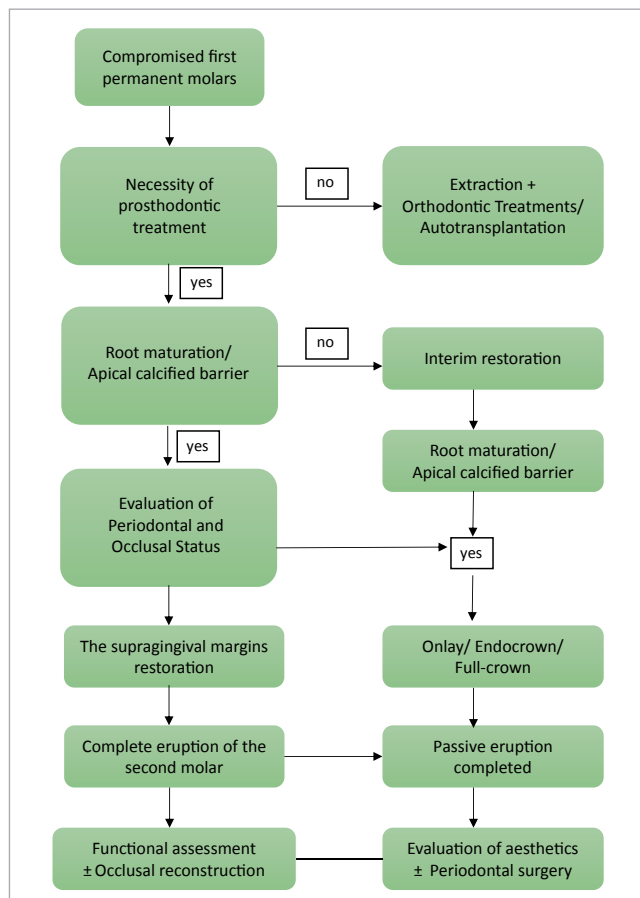 Compromised first
permanent molars
Necessity of
prosthodontic
treatment
no
Extraction +
Orthodontic Treatments/
Autotransplantation
yes
Root maturation/
Apical calcified barrier
no
Interim restoration
yes
Root maturation/
Apical calcified barrier
Evaluation of
Periodontal and
Occlusal Status
yes
The supragingival margins
restoration
Onlay/ Endocrown/
Full-crown
Complete eruption of the
second molar
Passive eruption
completed
Functional assessment
± Occlusal reconstruction
Evaluation of aesthetics
± Periodontal surgery